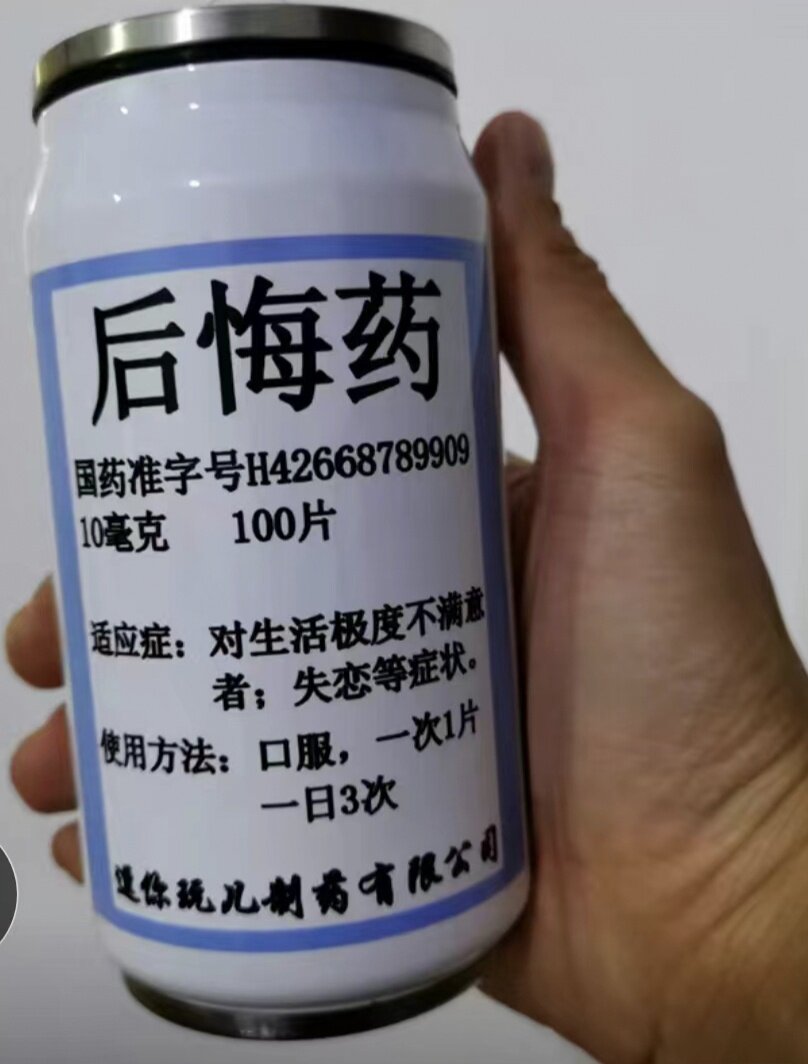 后悔药
国药准字号H42668789909
10毫克 100片
适应症：对生活极度不满意
者；失恋等症状。
使用方法：口服，一次1片
一日3次
逗你玩儿制药有限公司